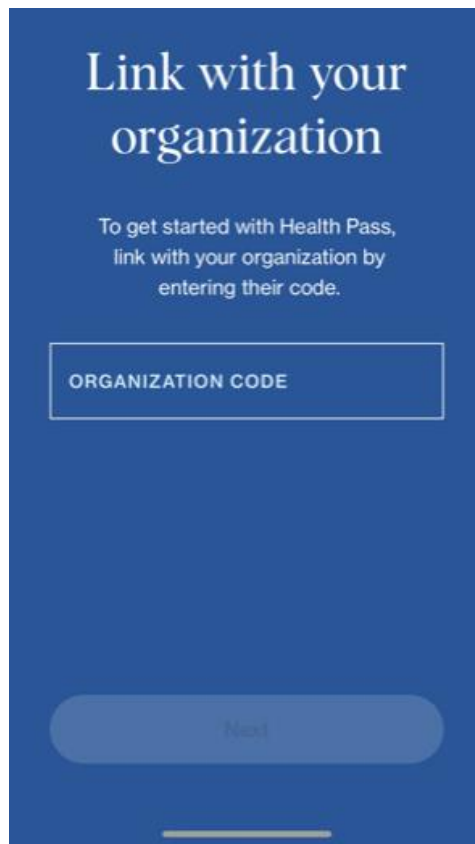 Link with your
organization
To get started with Health Pass,
link with your organization by
entering their code.
ORGANIZATION CODE
Next